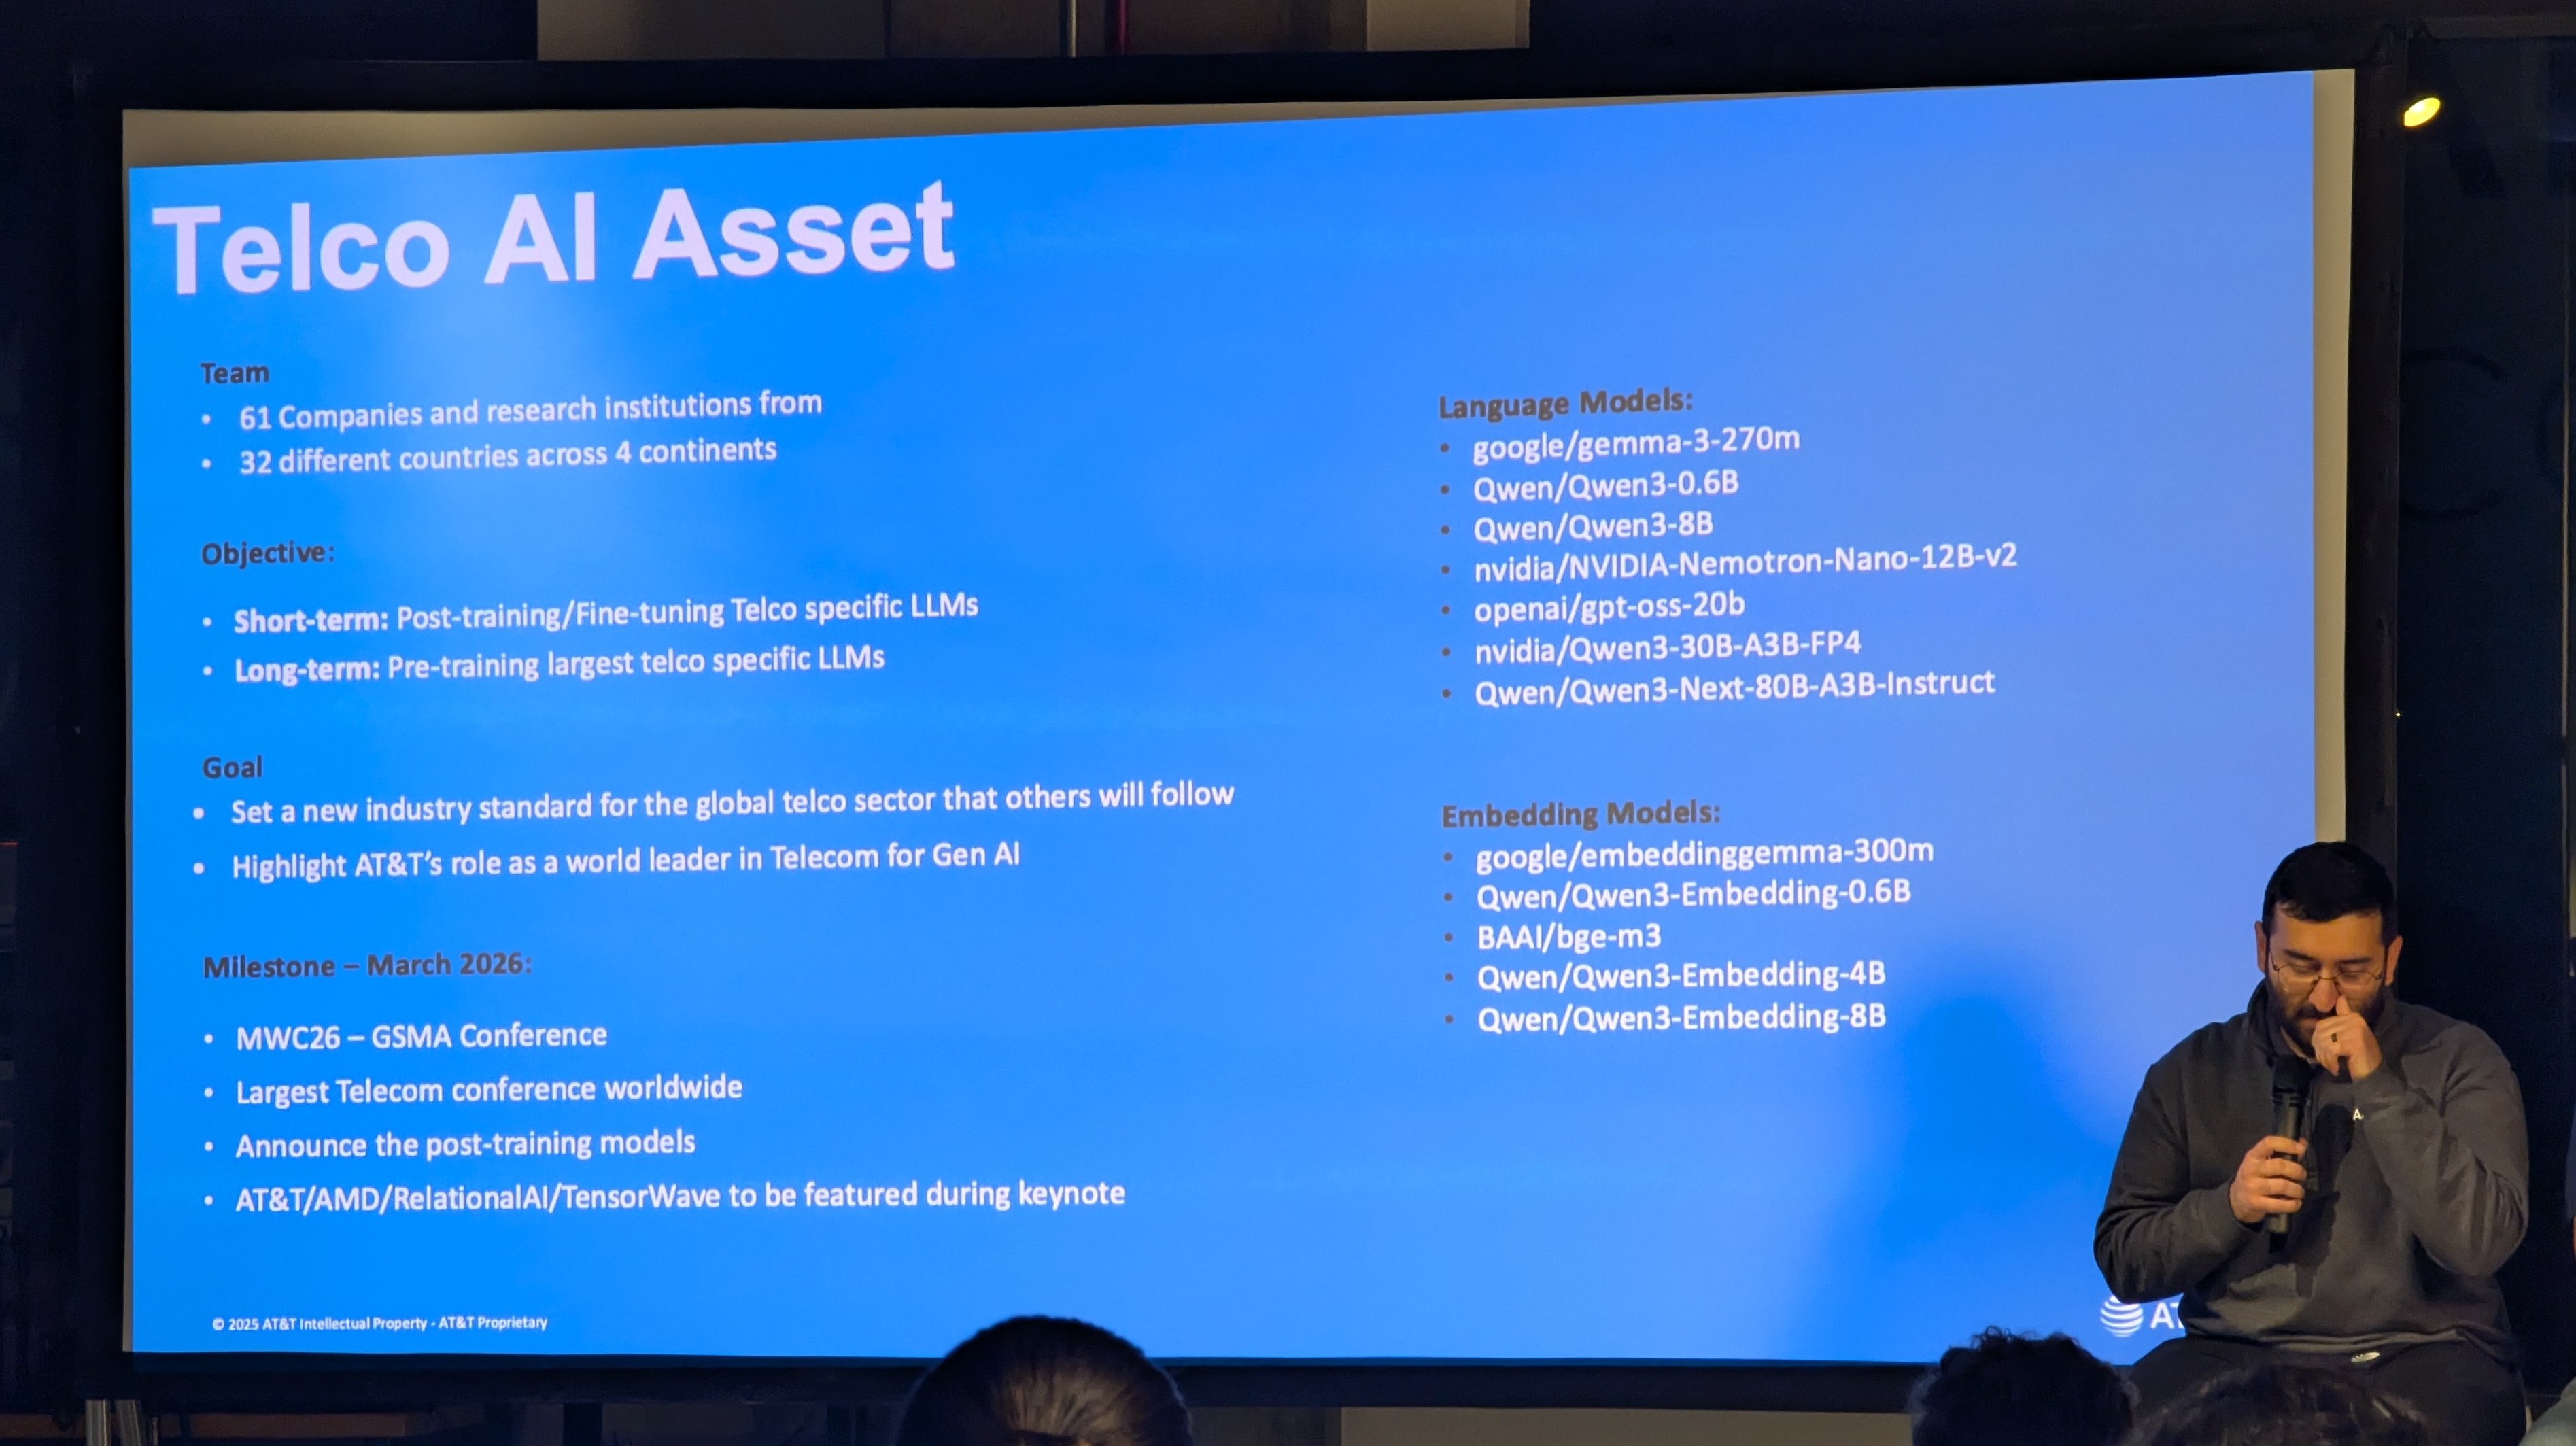 Telco AI Asset
Team
• 61 Companies and research institutions from
• 32 different countries across 4 continents
Objective:
• Short-term: Post-training/Fine-tuning Telco specific LLMs
• Long-term: Pre-training largest telco specific LLMs
Goal
• Set a new industry standard for the global telco sector that others will follow
• Highlight AT&T's role as a world leader in Telecom for Gen AI
Milestone – March 2026:
• MWC26 – GSMA Conference
• Largest Telecom conference worldwide
• Announce the post-training models
• AT&T/AMD/RelationalAI/TensorWave to be featured during keynote
Language Models:
• google/gemma-3-270m
• Qwen/Qwen3-0.6B
• Qwen/Qwen3-8B
• nvidia/NVIDIA-Nemotron-Nano-12B-v2
• openai/gpt-oss-20b
• nvidia/Qwen3-30B-A3B-FP4
• Qwen/Qwen3-Next-80B-A3B-Instruct
Embedding Models:
• google/embeddinggemma-300m
• Qwen/Qwen3-Embedding-0.6B
• BAAI/bge-m3
• Qwen/Qwen3-Embedding-4B
• Qwen/Qwen3-Embedding-8B
© 2025 AT&T Intellectual Property - AT&T Proprietary